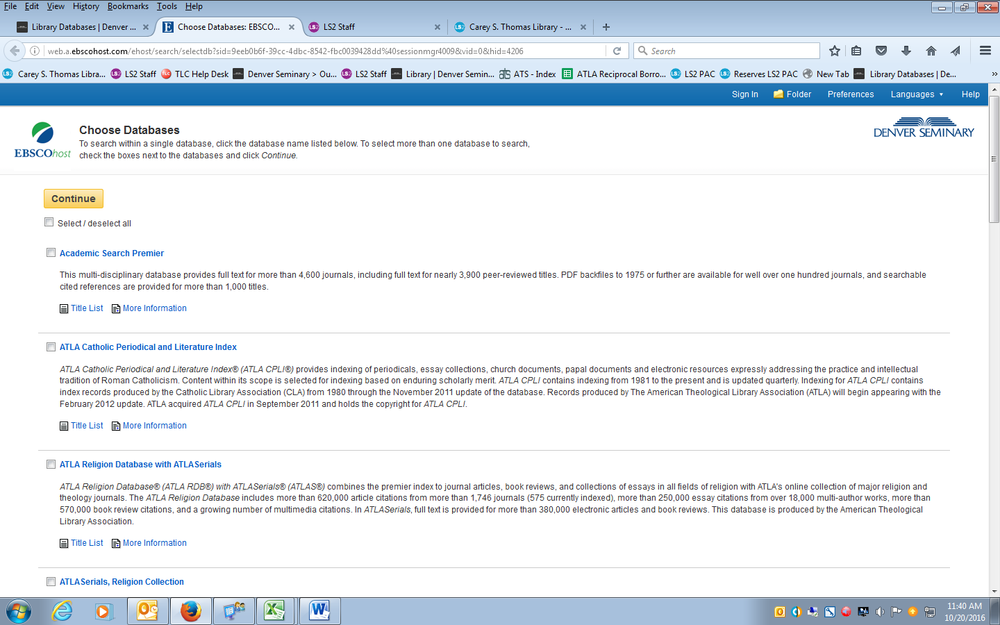 File Edit View History Bookmarks Tools Help
Library Databases | Denver ... Choose Databases: EBSCO... LS2 Staff Carey S. Thomas Library - ...
web.a.ebscohost.com/ehost/search/selectdb?sid=9eeb0b6f-39cc-4dbc-8542-fbc0039428dd%40sessionmgr4009&vid=0&hid=4206 Search
Carey S. Thomas Libra... LS2 Staff TLC Help Desk Denver Seminary > Ou... LS2 Staff Library | Denver Semin... ATS - Index ATLA Reciprocal Borro... LS2 PAC Reserves LS2 PAC New Tab Library Databases | De...
Sign In Folder Preferences Languages Help
EBSCOhost
Choose Databases
To search within a single database, click the database name listed below. To select more than one database to search,
check the boxes next to the databases and click Continue.
DENVER SEMINARY
Continue
Select / deselect all
Academic Search Premier
This multi-disciplinary database provides full text for more than 4,600 journals, including full text for nearly 3,900 peer-reviewed titles. PDF backfiles to 1975 or further are available for well over one hundred journals, and searchable
cited references are provided for more than 1,000 titles.
Title List More Information
ATLA Catholic Periodical and Literature Index
ATLA Catholic Periodical and Literature Index® (ATLA CPLI®) provides indexing of periodicals, essay collections, church documents, papal documents and electronic resources expressly addressing the practice and intellectual
tradition of Roman Catholicism. Content within its scope is selected for indexing based on enduring scholarly merit. ATLA CPLI contains indexing from 1981 to the present and is updated quarterly. Indexing for ATLA CPLI contains
index records produced by the Catholic Library Association (CLA) from 1980 through the November 2011 update of the database. Records produced by The American Theological Library Association (ATLA) will begin appearing with the
February 2012 update. ATLA acquired ATLA CPLI in September 2011 and holds the copyright for ATLA CPLI.
Title List More Information
ATLA Religion Database with ATLASerials
ATLA Religion Database® (ATLA RDB®) with ATLASerials® (ATLAS®) combines the premier index to journal articles, book reviews, and collections of essays in all fields of religion with ATLA's online collection of major religion and
theology journals. The ATLA Religion Database includes more than 620,000 article citations from more than 1,746 journals (575 currently indexed), more than 250,000 essay citations from over 18,000 multi-author works, more than
570,000 book review citations, and a growing number of multimedia citations. In ATLASerials, full text is provided for more than 380,000 electronic articles and book reviews. This database is produced by the American Theological
Library Association.
Title List More Information
ATLASerials, Religion Collection
11:40 AM
10/20/2016